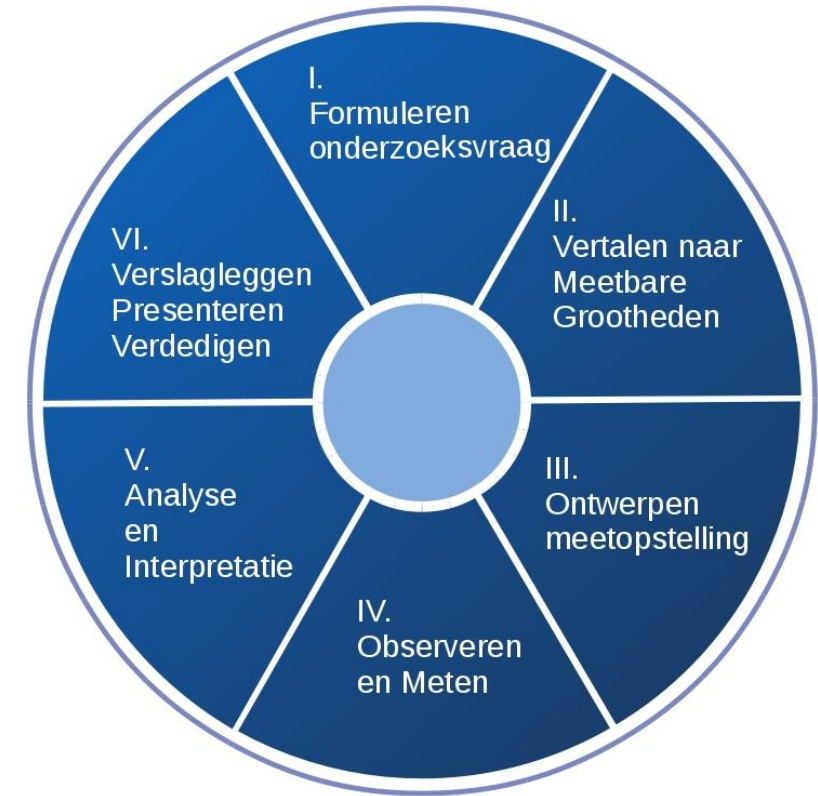 I.
Formuleren
onderzoeksvraag
II.
Vertalen naar
Meetbare
Grootheden
III.
Ontwerpen
meetopstelling
IV.
Observeren
en Meten
V.
Analyse
en
Interpretatie
VI.
Verslagleggen
Presenteren
Verdedigen